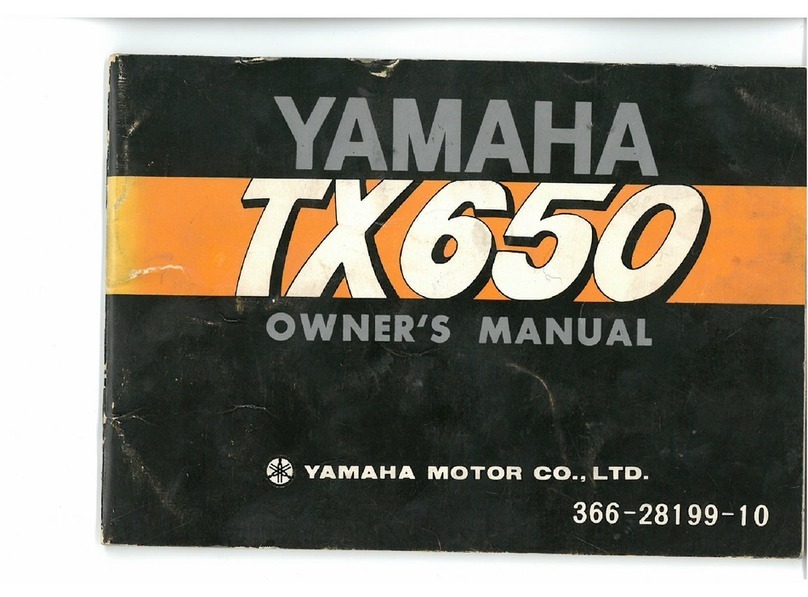 YAMAHA
TX650
OWNER'S MANUAL
YAMAHA MOTOR CO., LTD.
366-28199-10